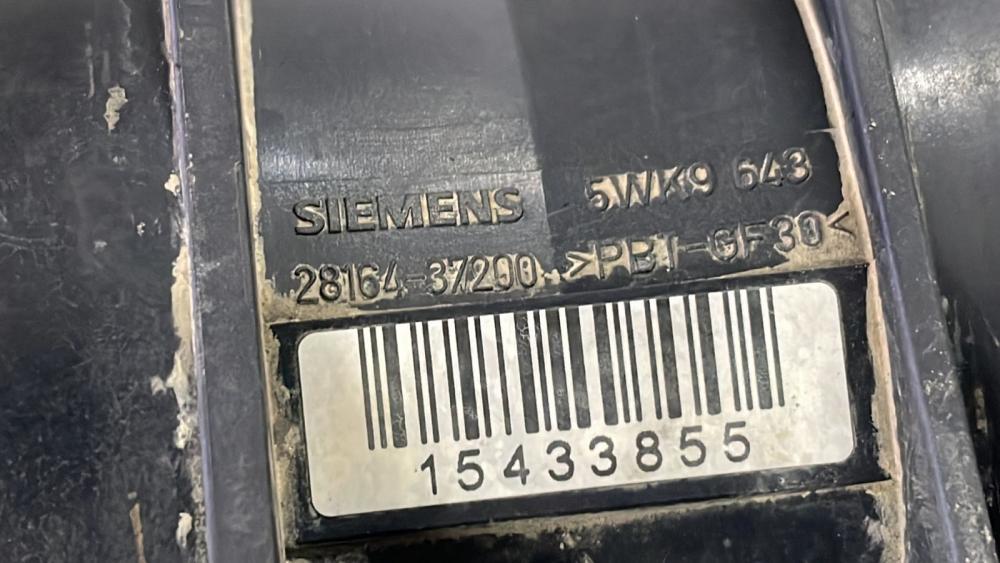 SIEMENS 5WK9 643
28164-37200 >PBT-GF30<
15433855